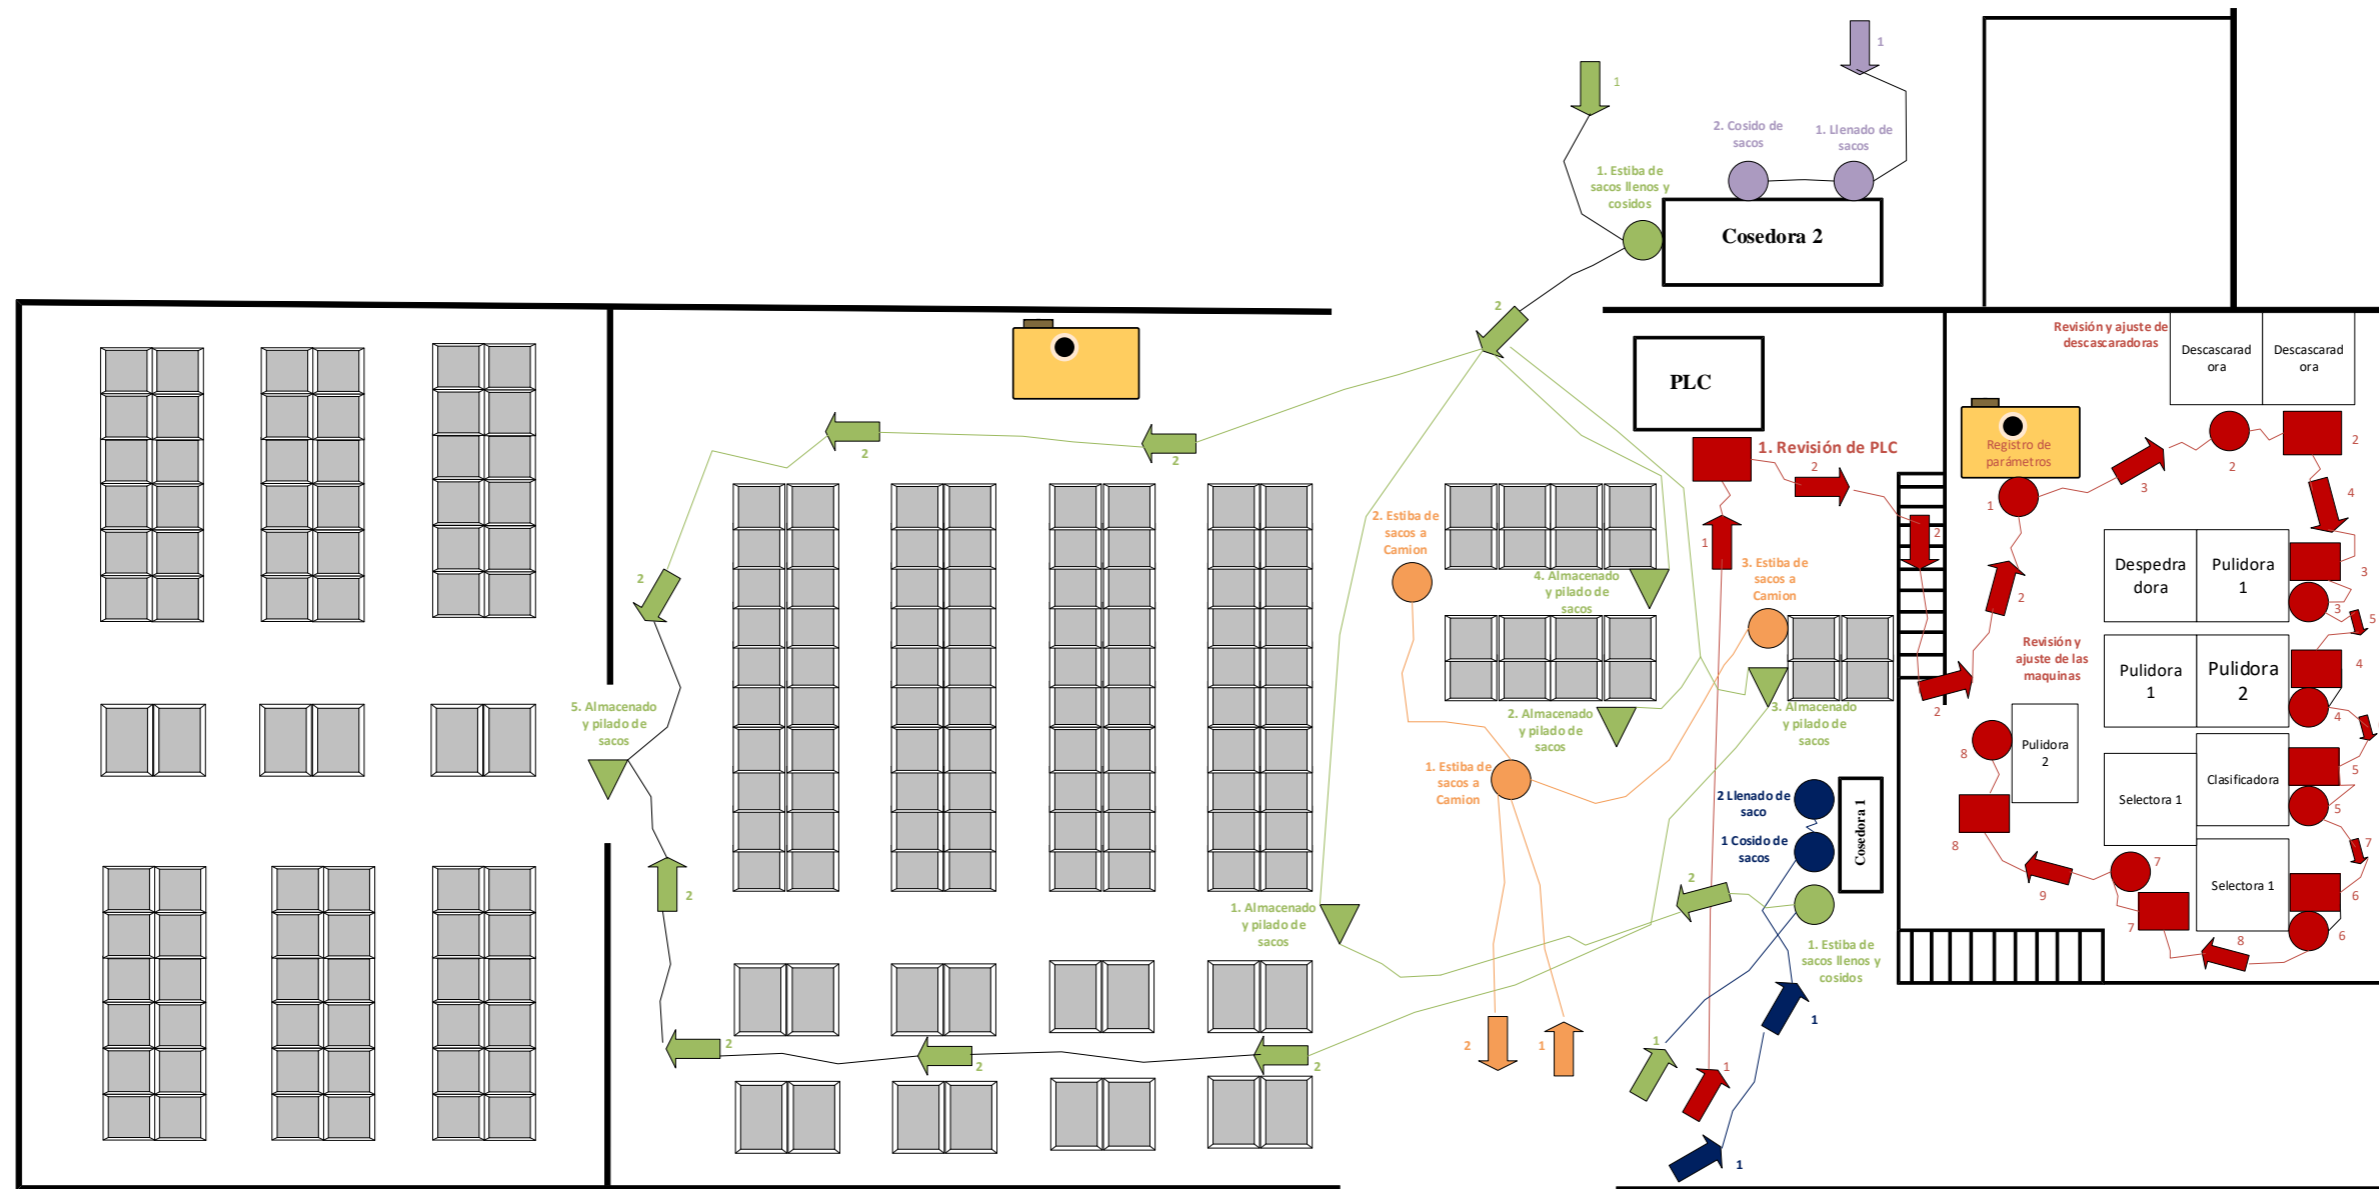 1
1
2. Cosido de
sacos
1. Llenado de
sacos
1. Estiba de
sacos llenos y
cosidos
Cosedora 2
2
PLC
1. Revisión de PLC
2
1
2
2
Revisión y ajuste de
descascaradoras
Descascarad
ora
Descascarad
ora
Registro de
parámetros
1
2
3
2
2
4
Despedra
dora
Pulidora
1
3
3
5
Revisión y
ajuste de las
maquinas
Pulidora
1
Pulidora
2
4
4
8
Pulidora
2
8
Selectora 1
Clasificadora
5
5
7
Selectora 1
6
6
7
7
8
9
2
2
2
5. Almacenado
y pilado de
sacos
2
2
2
2
2. Estiba de
sacos a
Camion
4. Almacenado
y pilado de
sacos
3. Estiba de
sacos a
Camion
2. Almacenado
y pilado de
sacos
3. Almacenado
y pilado de
sacos
1. Estiba de
sacos a
Camion
2 Llenado de
saco
1 Cosido de
sacos
Cosedora 1
2
1. Almacenado
y pilado de
sacos
1. Estiba de
sacos llenos y
cosidos
2
1
1
1
1
1